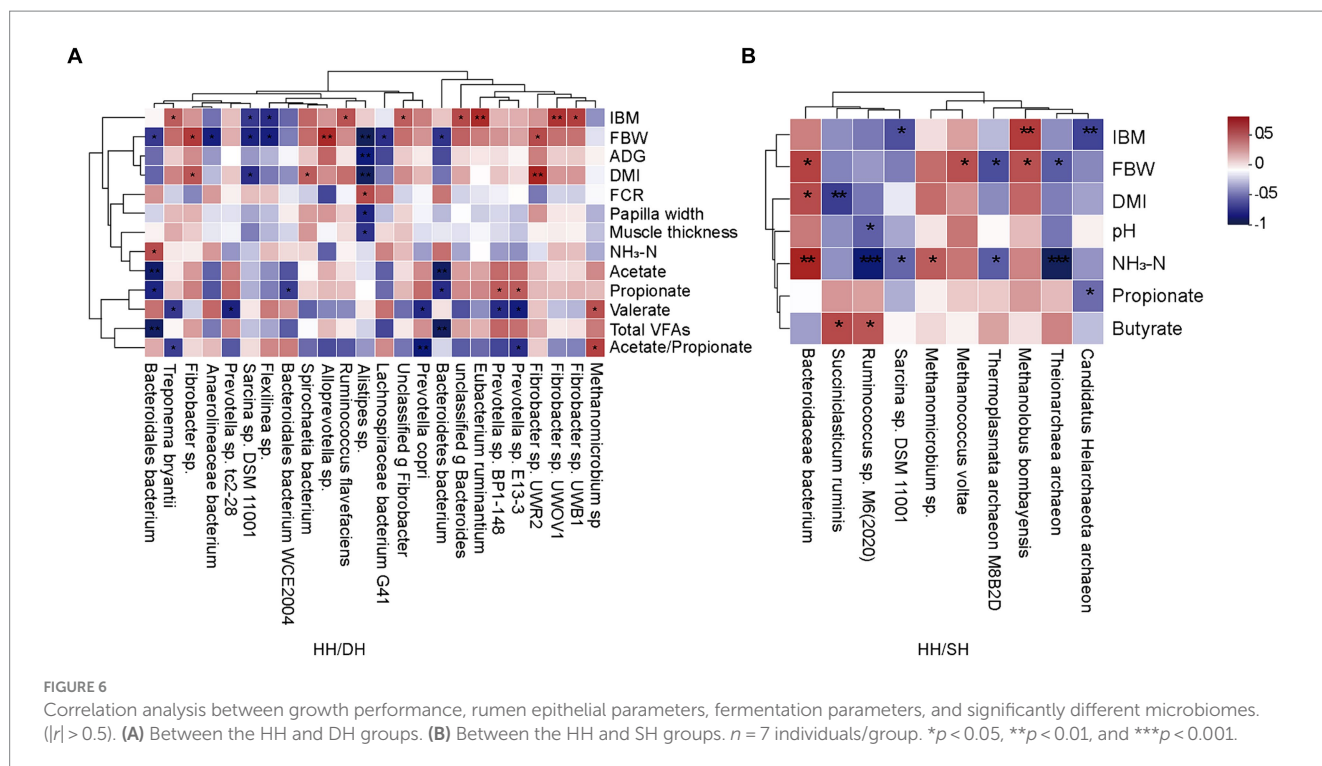 A
IBM
FBW
ADG
DMI
FCR
Papilla width
Muscle thickness
NH₃-N
Acetate
Propionate
Valerate
Total VFAs
Acetate/Propionate
Bacteroidales bacterium
Treponema bryantii
Fibrobacter sp.
Anaerolineaceae bacterium
Prevotella sp. tc2-28
Sarcina sp. DSM 11001
Flexilinea sp.
Bacteroidales bacterium WCE2004
Spirochaetia bacterium
Alloprevotella sp.
Ruminococcus flavefaciens
Alistipes sp.
Lachnospiraceae bacterium G41
Unclassified g Fibrobacter
Prevotella copri
Bacteroidetes bacterium
unclassified g Bacteroides
Eubacterium ruminantium
Prevotella sp. BP1-148
Prevotella sp. E13-3
Fibrobacter sp. UWR2
Fibrobacter sp. UWOV1
Fibrobacter sp. UWB1
Methanomicrobium sp
HH/DH
B
IBM
FBW
DMI
pH
NH₃-N
Propionate
Butyrate
Bacteroidaceae bacterium
Succiniclasticum ruminis
Ruminococcus sp. M6(2020)
Sarcina sp. DSM 11001
Methanomicrobium sp.
Methanococcus voltae
Thermoplasmata archaeon M8B2D
Methanolobus bombayensis
Theionarchaea archaeon
Candidatus Helarchaeota archaeon
HH/SH
05
0
-05
-1
FIGURE 6
Correlation analysis between growth performance, rumen epithelial parameters, fermentation parameters, and significantly different microbiomes.
(|r| > 0.5). (A) Between the HH and DH groups. (B) Between the HH and SH groups. n = 7 individuals/group. *p < 0.05, **p < 0.01, and ***p < 0.001.